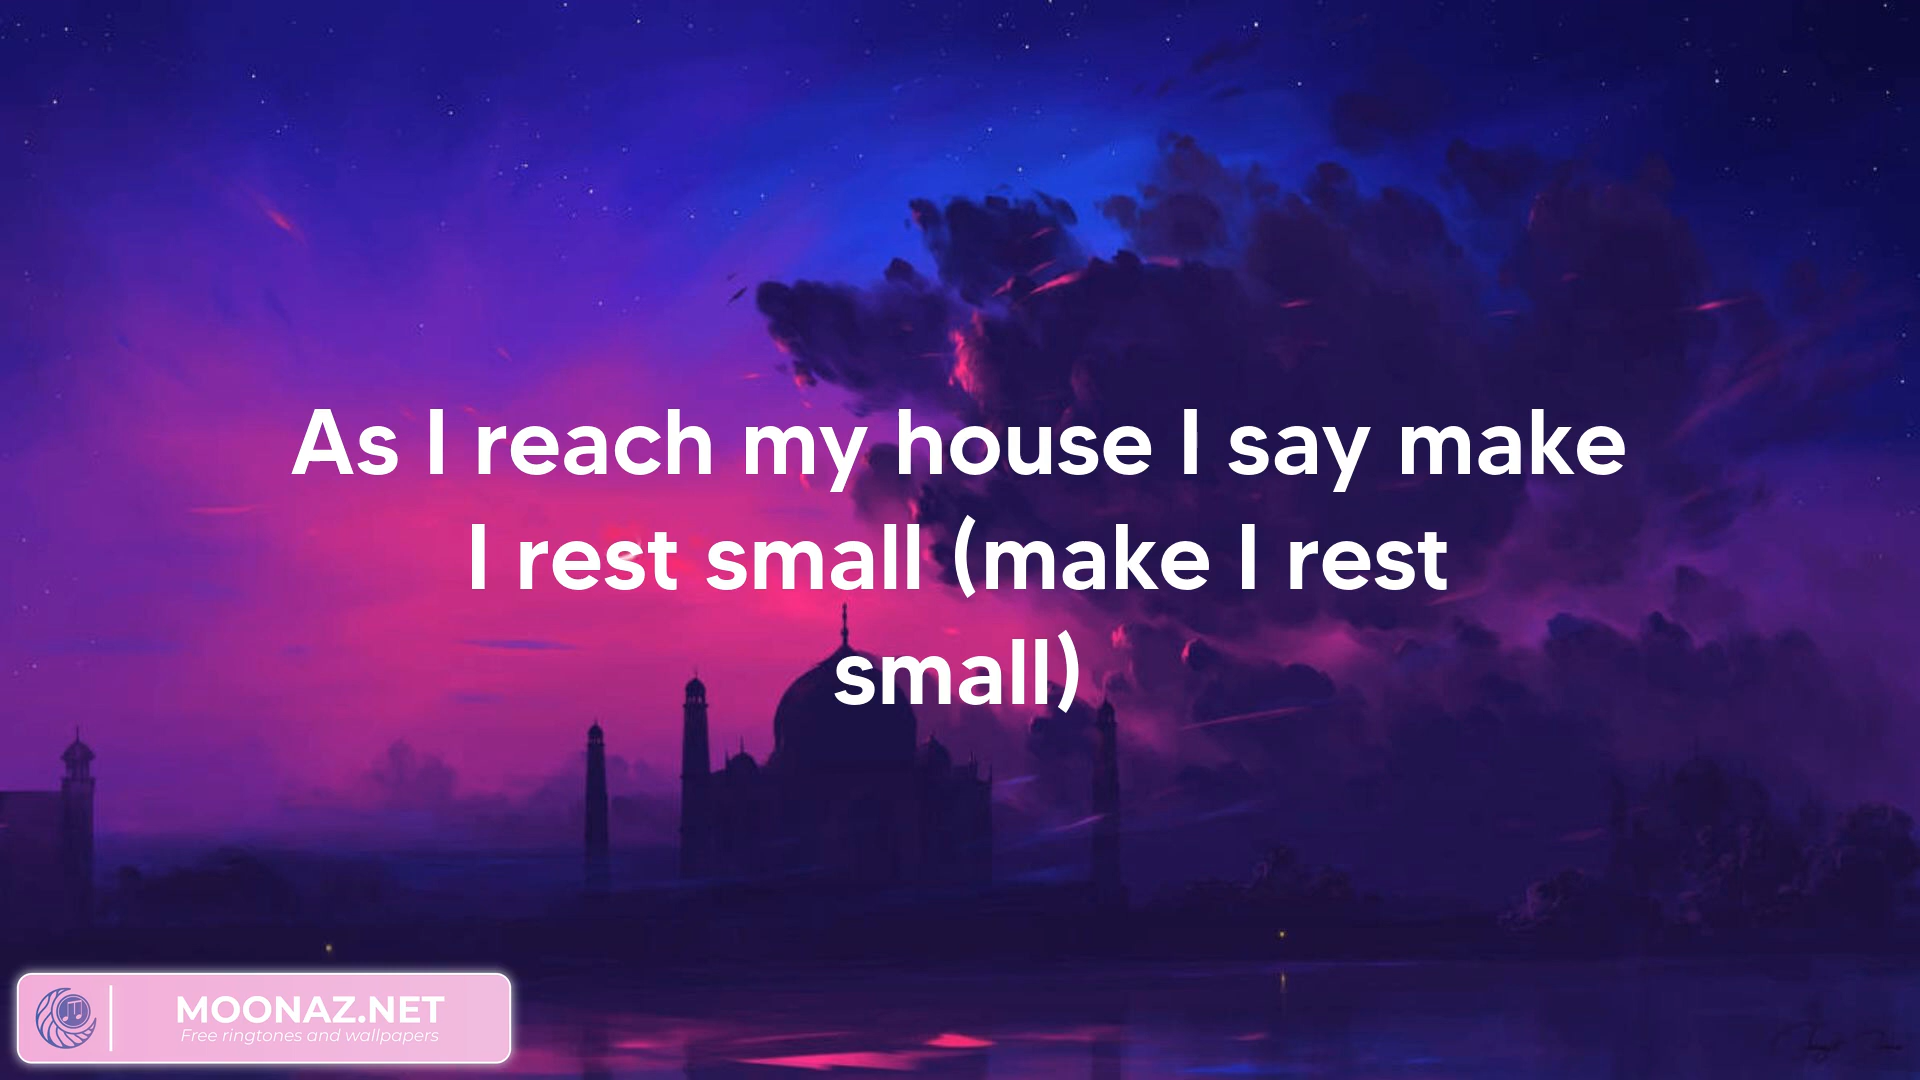 As I reach my house I say make
I rest small (make I rest
small)
MOONAZ.NET
Free ringtones and wallpapers